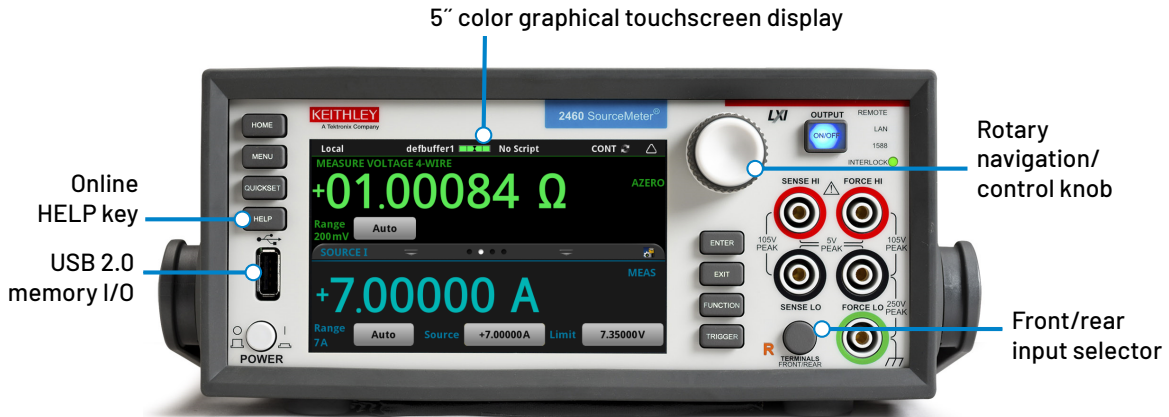 5˝ color graphical touchscreen display
KEITHLEY
A Tektronix Company
2460 SourceMeter®
LXI
OUTPUT
ON/OFF
REMOTE
LAN
1588
INTERLOCK
HOME
MENU
QUICKSET
HELP
Online
HELP key
USB 2.0
memory I/O
POWER
Local defbuffer1 No Script CONT
MEASURE VOLTAGE 4-WIRE
+01.00084 Ω
AZERO
Range
200 mV Auto
SOURCE I
MEAS
+7.00000 A
Range
7A Auto Source +7.00000 A Limit 7.35000 V
ENTER
EXIT
FUNCTION
TRIGGER
Rotary
navigation/
control knob
SENSE HI FORCE HI
105V
PEAK
5V
PEAK
105V
PEAK
SENSE LO FORCE LO
250V
PEAK
R
TERMINALS
FRONT/REAR
Front/rear
input selector